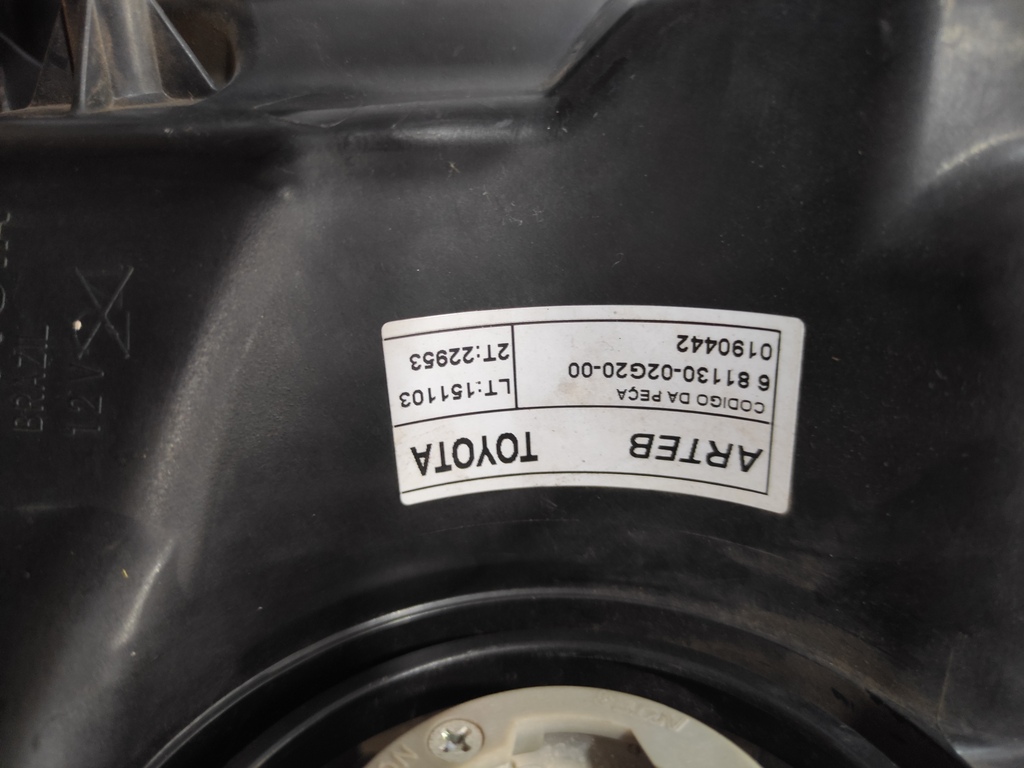 ARTEB TOYOTA
CODIGO DA PEÇA
6 81130-02G20-00
0190442
LT:151103
2T:22953
BRAZIL
12V